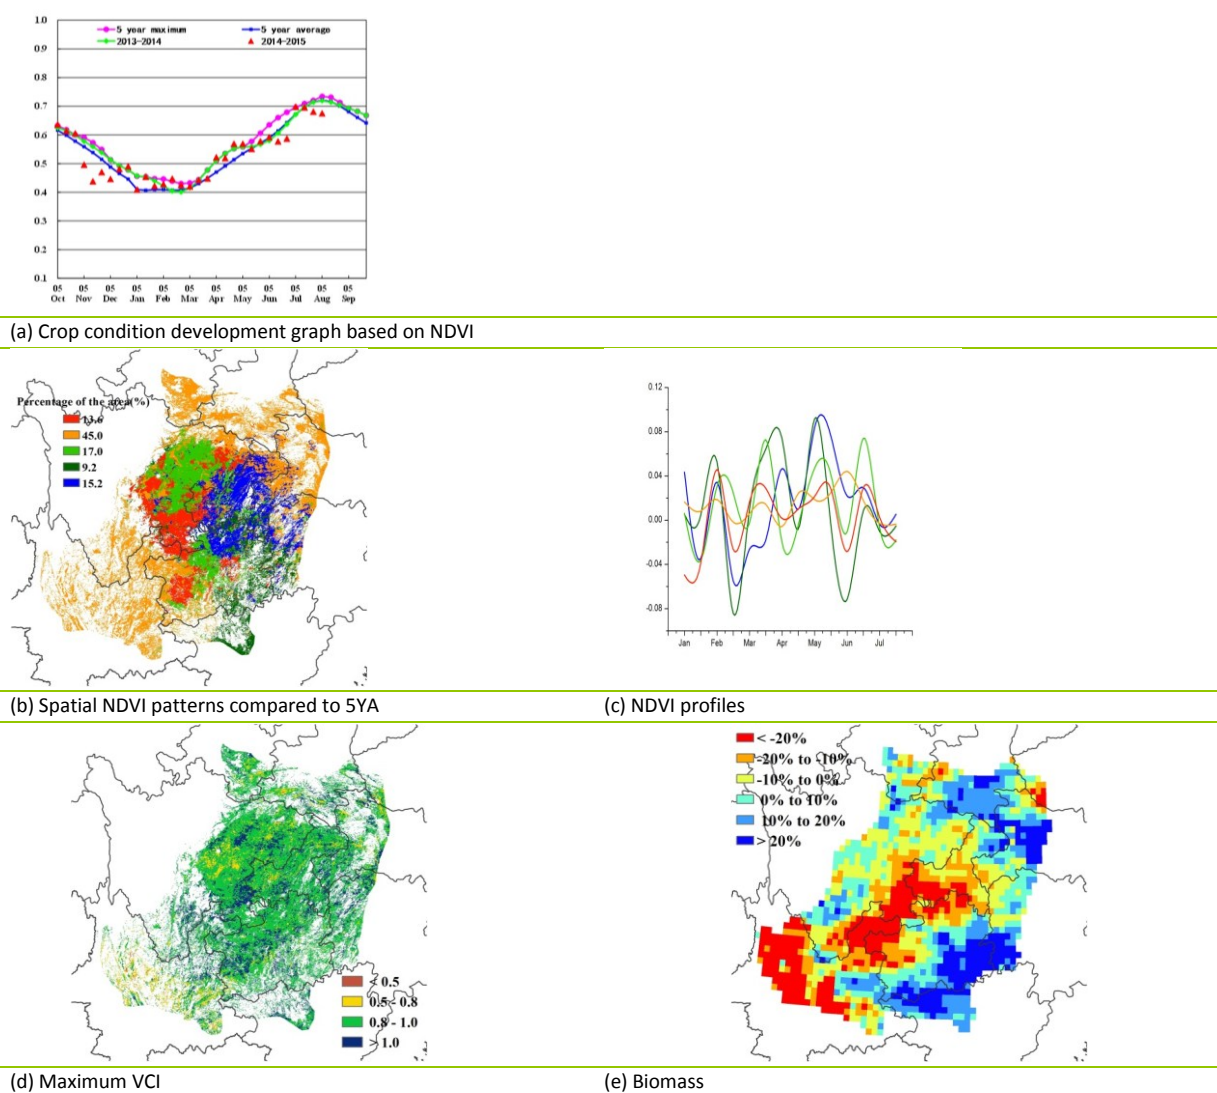 1.0
5 year maximum 5 year average
2013-2014 2014-2015
0.9
0.8
0.7
0.6
0.5
0.4
0.3
0.2
0.1
05 05 05 05 05 05 05 05 05 05 05 05
Oct Nov Dec Jan Feb Mar Apr May Jun Jul Aug Sep
(a) Crop condition development graph based on NDVI
Percentage of the area(%)
13.6
45.0
17.0
9.2
15.2
0.12
0.08
0.04
0.00
-0.04
-0.08
Jan Feb Mar Apr May Jun Jul
(b) Spatial NDVI patterns compared to 5YA (c) NDVI profiles
< 0.5
0.5 - 0.8
0.8 - 1.0
> 1.0
< -20%
-20% to -10%
-10% to 0%
0% to 10%
10% to 20%
> 20%
(d) Maximum VCI (e) Biomass